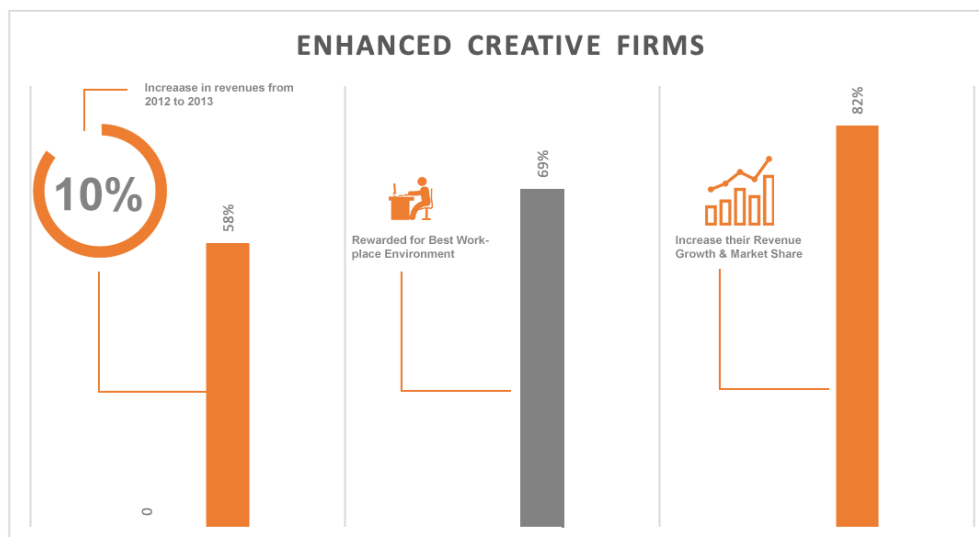 ENHANCED CREATIVE FIRMS
Increaase in revenues from
2012 to 2013
10%
58%
0
69%
Rewarded for Best Work-
place Environment
82%
Increase their Revenue
Growth & Market Share